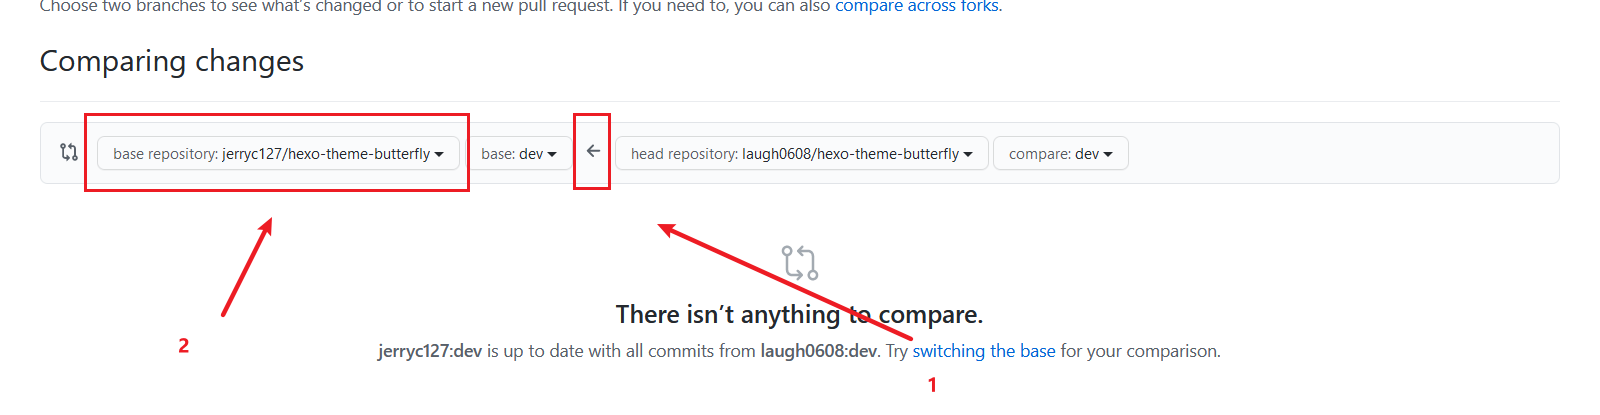 Choose two branches to see what's changed or to start a new pull request. If you need to, you can also compare across forks.
Comparing changes
base repository: jerryc127/hexo-theme-butterfly base: dev head repository: laugh0608/hexo-theme-butterfly compare: dev
There isn't anything to compare.
jerryc127:dev is up to date with all commits from laugh0608:dev. Try switching the base for your comparison.
2
1